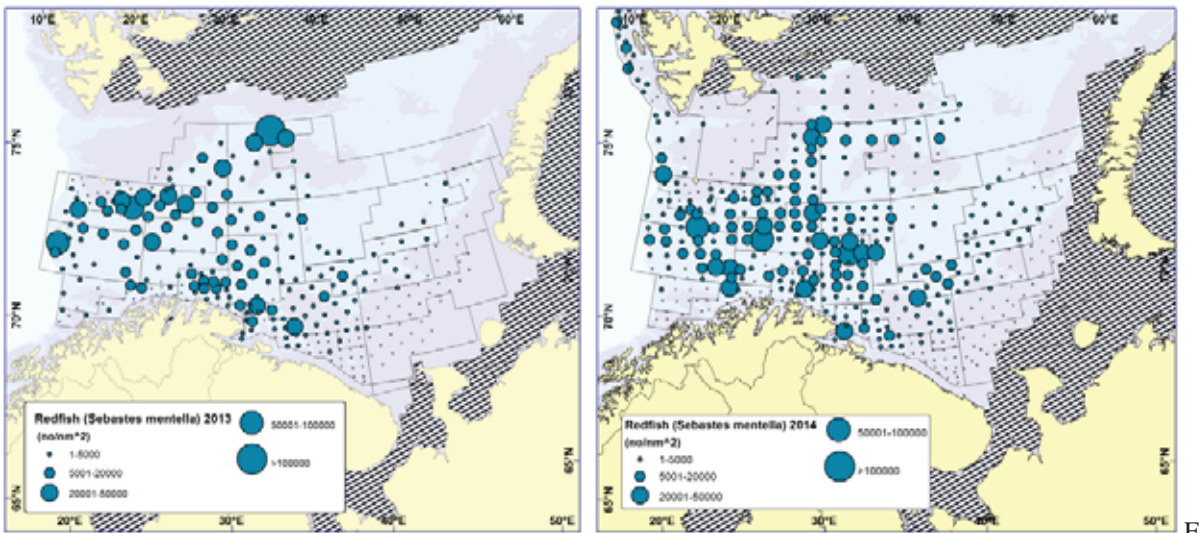 10°E 20°E 30°E 40°E 50°E 60°E
75°N
70°N
65°N
65°N
20°E 30°E 40°E 50°E
Redfish (Sebastes mentella) 2013
(no/nm^2)
1-5000
5001-20000
20001-50000
50001-100000
>100000
10°E 20°E 30°E 40°E 50°E 60°E
75°N
70°N
65°N
65°N
20°E 30°E 40°E 50°E
Redfish (Sebastes mentella) 2014
(no/nm^2)
1-5000
5001-20000
20001-50000
50001-100000
>100000
F